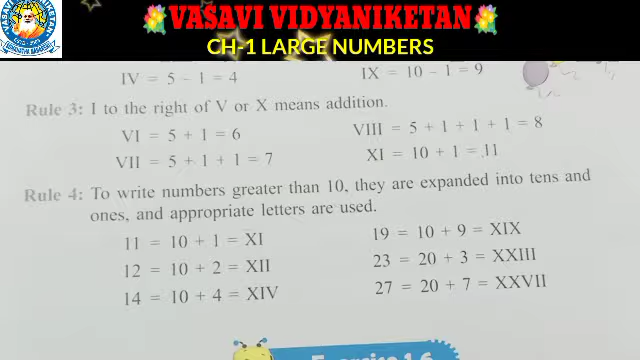 VASAVI VIDYANIKETAN
CH-1 LARGE NUMBERS
IV = 5 - 1 = 4
IX = 10 - 1 = 9
Rule 3: I to the right of V or X means addition.
VI = 5 + 1 = 6
VIII = 5 + 1 + 1 + 1 = 8
VII = 5 + 1 + 1 = 7
XI = 10 + 1 = 11
Rule 4: To write numbers greater than 10, they are expanded into tens and
ones, and appropriate letters are used.
11 = 10 + 1 = XI
19 = 10 + 9 = XIX
12 = 10 + 2 = XII
23 = 20 + 3 = XXIII
14 = 10 + 4 = XIV
27 = 20 + 7 = XXVII
Exercise 1.6